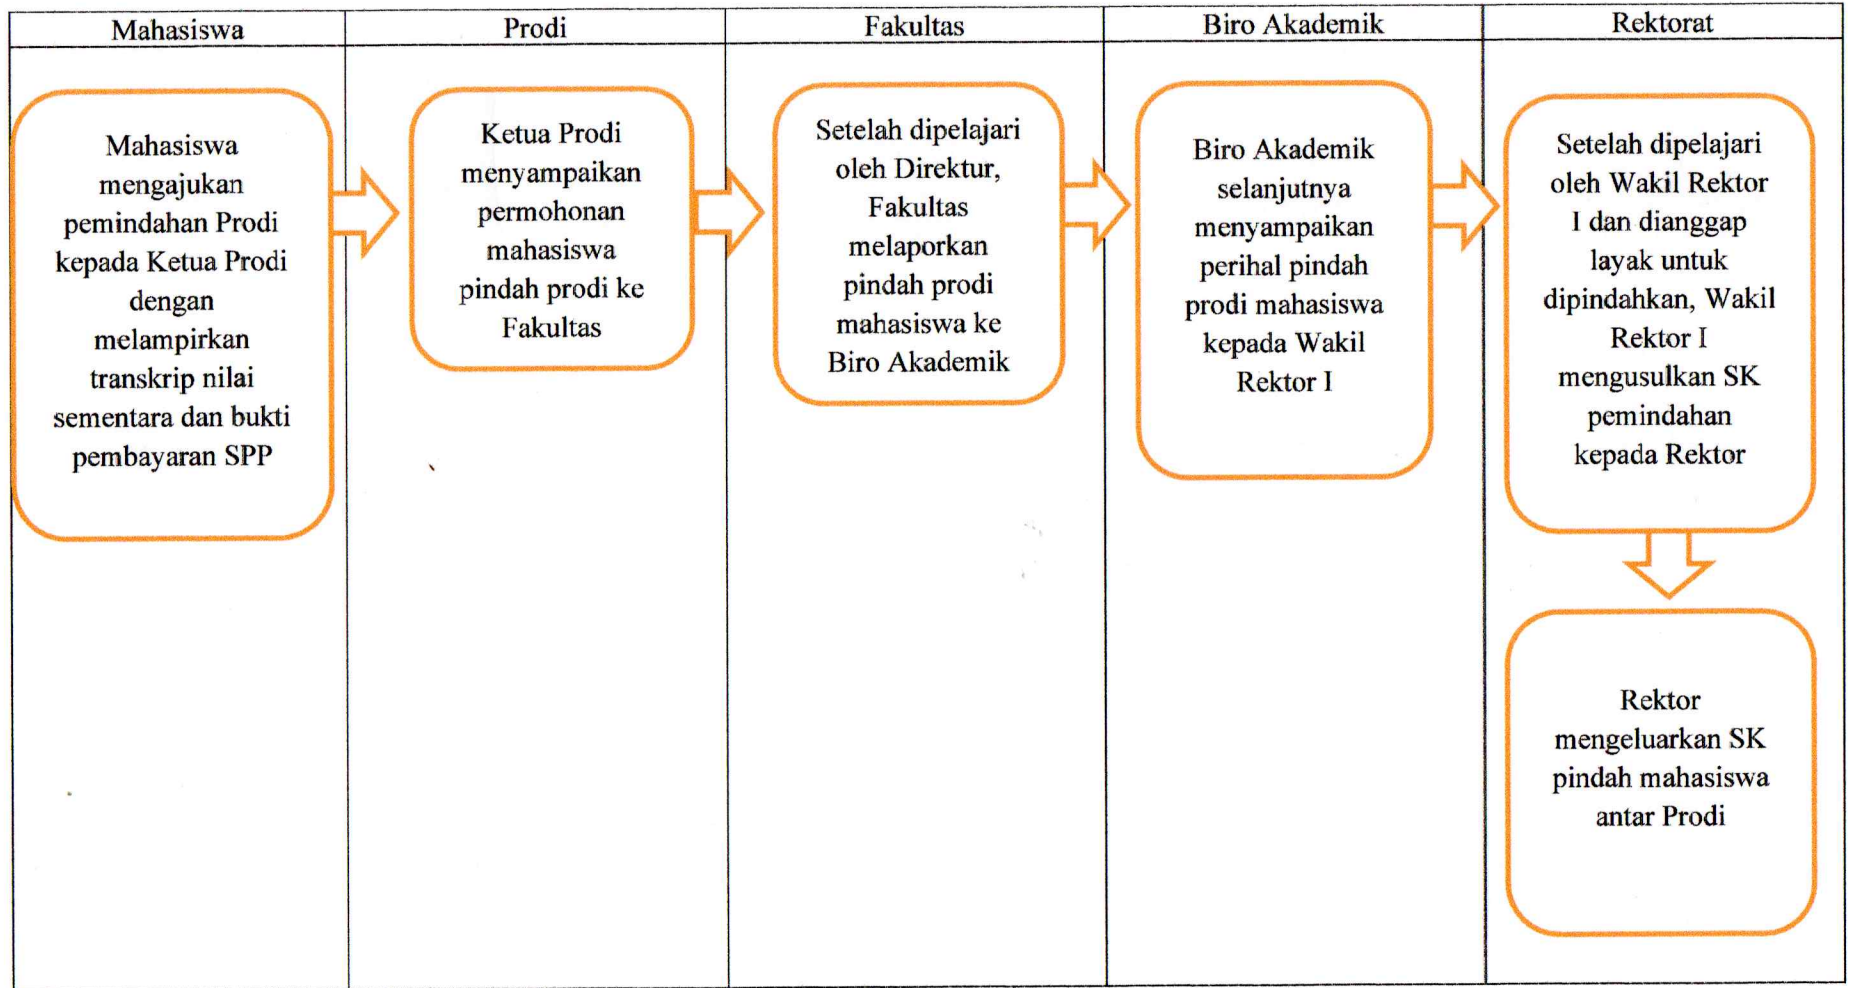 Mahasiswa
Prodi
Fakultas
Biro Akademik
Rektorat
Mahasiswa
mengajukan
pemindahan Prodi
kepada Ketua Prodi
dengan
melampirkan
transkrip nilai
sementara dan bukti
pembayaran SPP
Ketua Prodi
menyampaikan
permohonan
mahasiswa
pindah prodi ke
Fakultas
Setelah dipelajari
oleh Direktur,
Fakultas
melaporkan
pindah prodi
mahasiswa ke
Biro Akademik
Biro Akademik
selanjutnya
menyampaikan
perihal pindah
prodi mahasiswa
kepada Wakil
Rektor I
Setelah dipelajari
oleh Wakil Rektor
I dan dianggap
layak untuk
dipindahkan, Wakil
Rektor I
mengusulkan SK
pemindahan
kepada Rektor
Rektor
mengeluarkan SK
pindah mahasiswa
antar Prodi